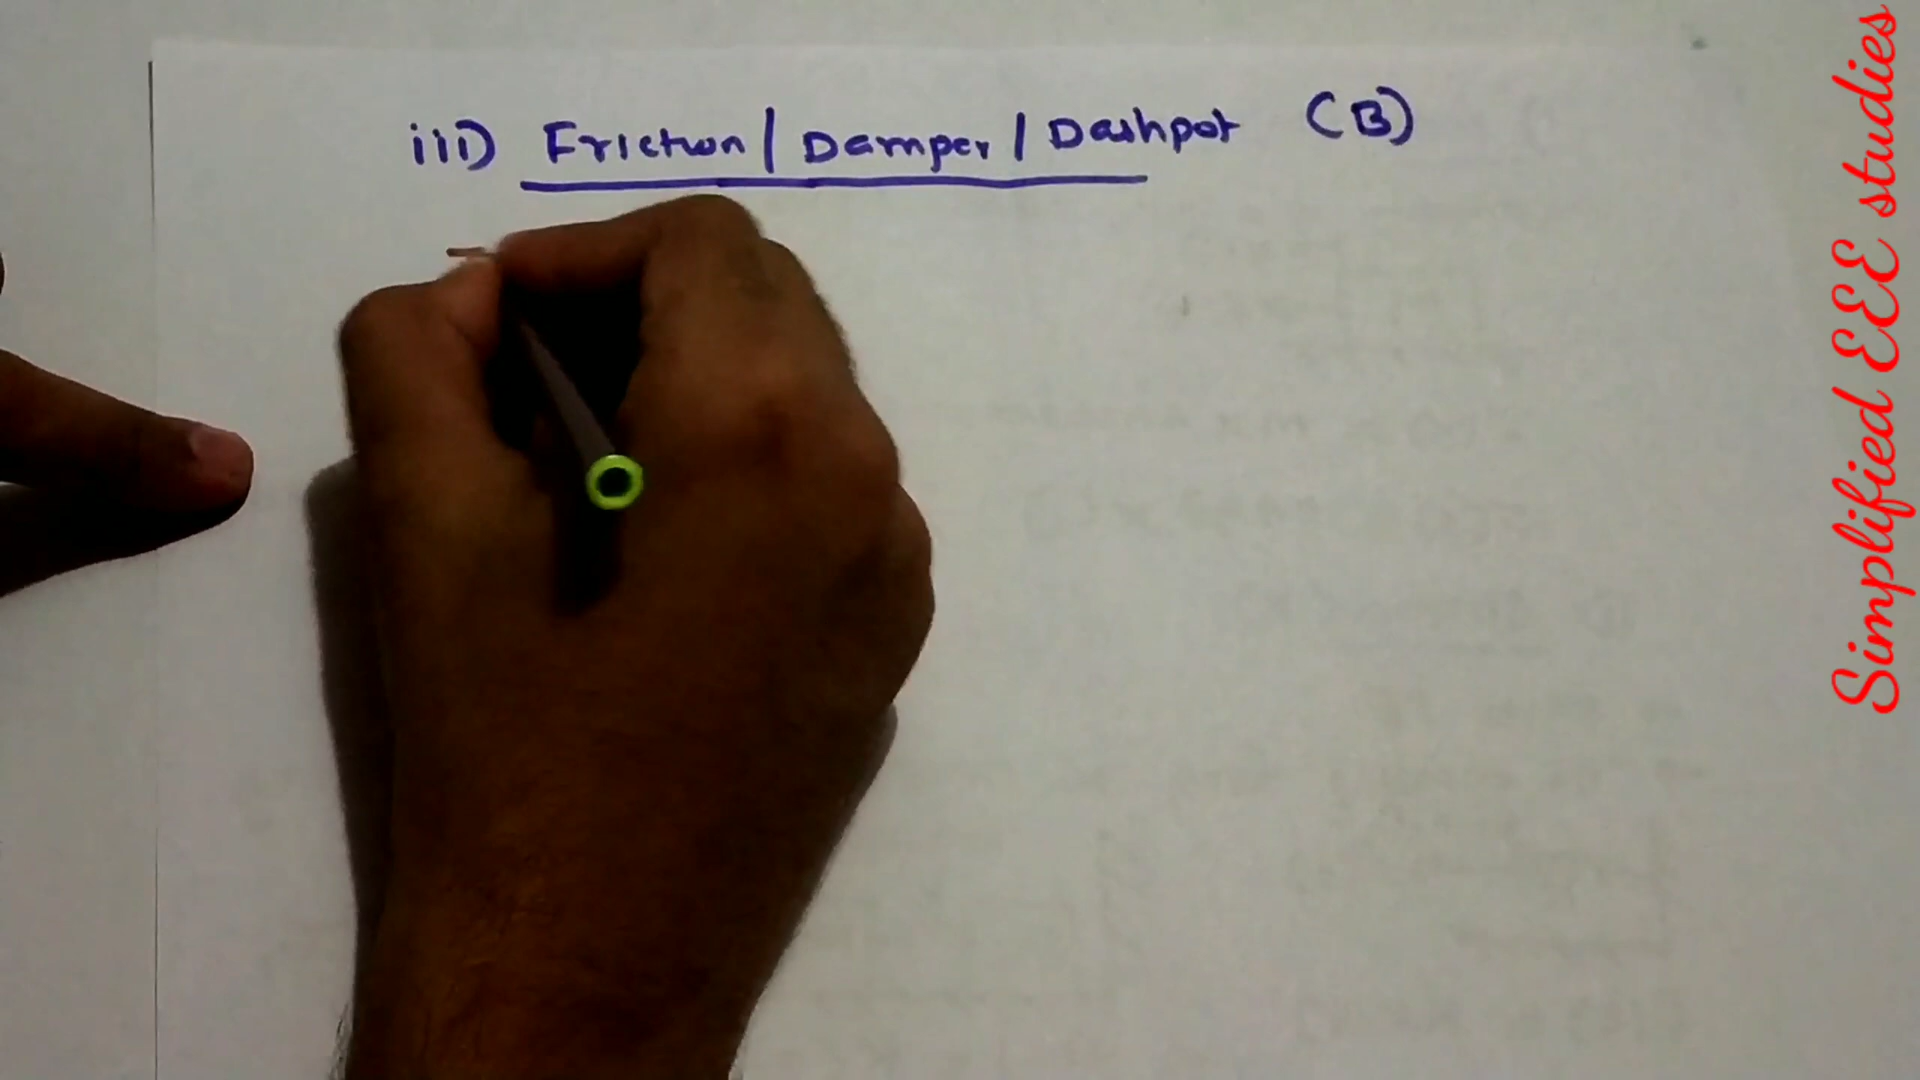 iii) Friction / Damper / Dashpot (B)
Simplified EEE studies